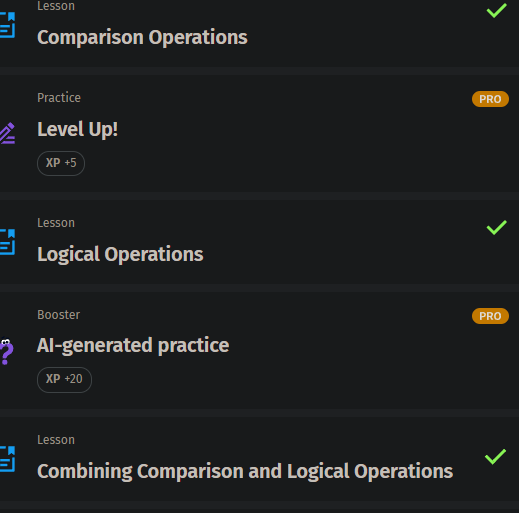 Lesson
Comparison Operations
Practice
PRO
Level Up!
XP +5
Lesson
Logical Operations
Booster
PRO
AI-generated practice
XP +20
Lesson
Combining Comparison and Logical Operations